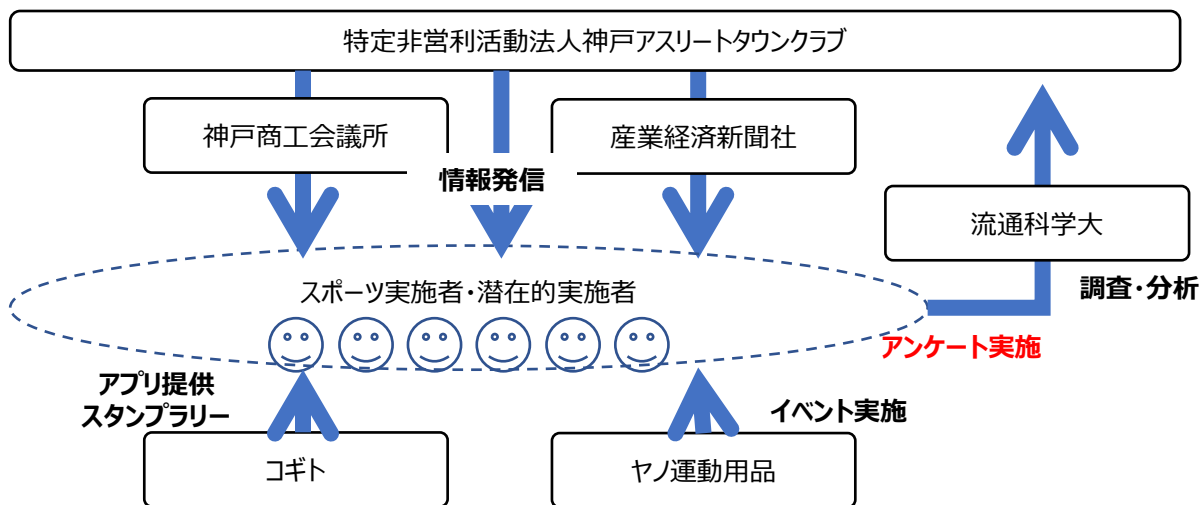 特定非営利活動法人神戸アスリートタウンクラブ
神戸商工会議所
産業経済新聞社
情報発信
流通科学大
スポーツ実施者・潜在的実施者
調査・分析
アンケート実施
アプリ提供
スタンプラリー
イベント実施
コギト
ヤノ運動用品